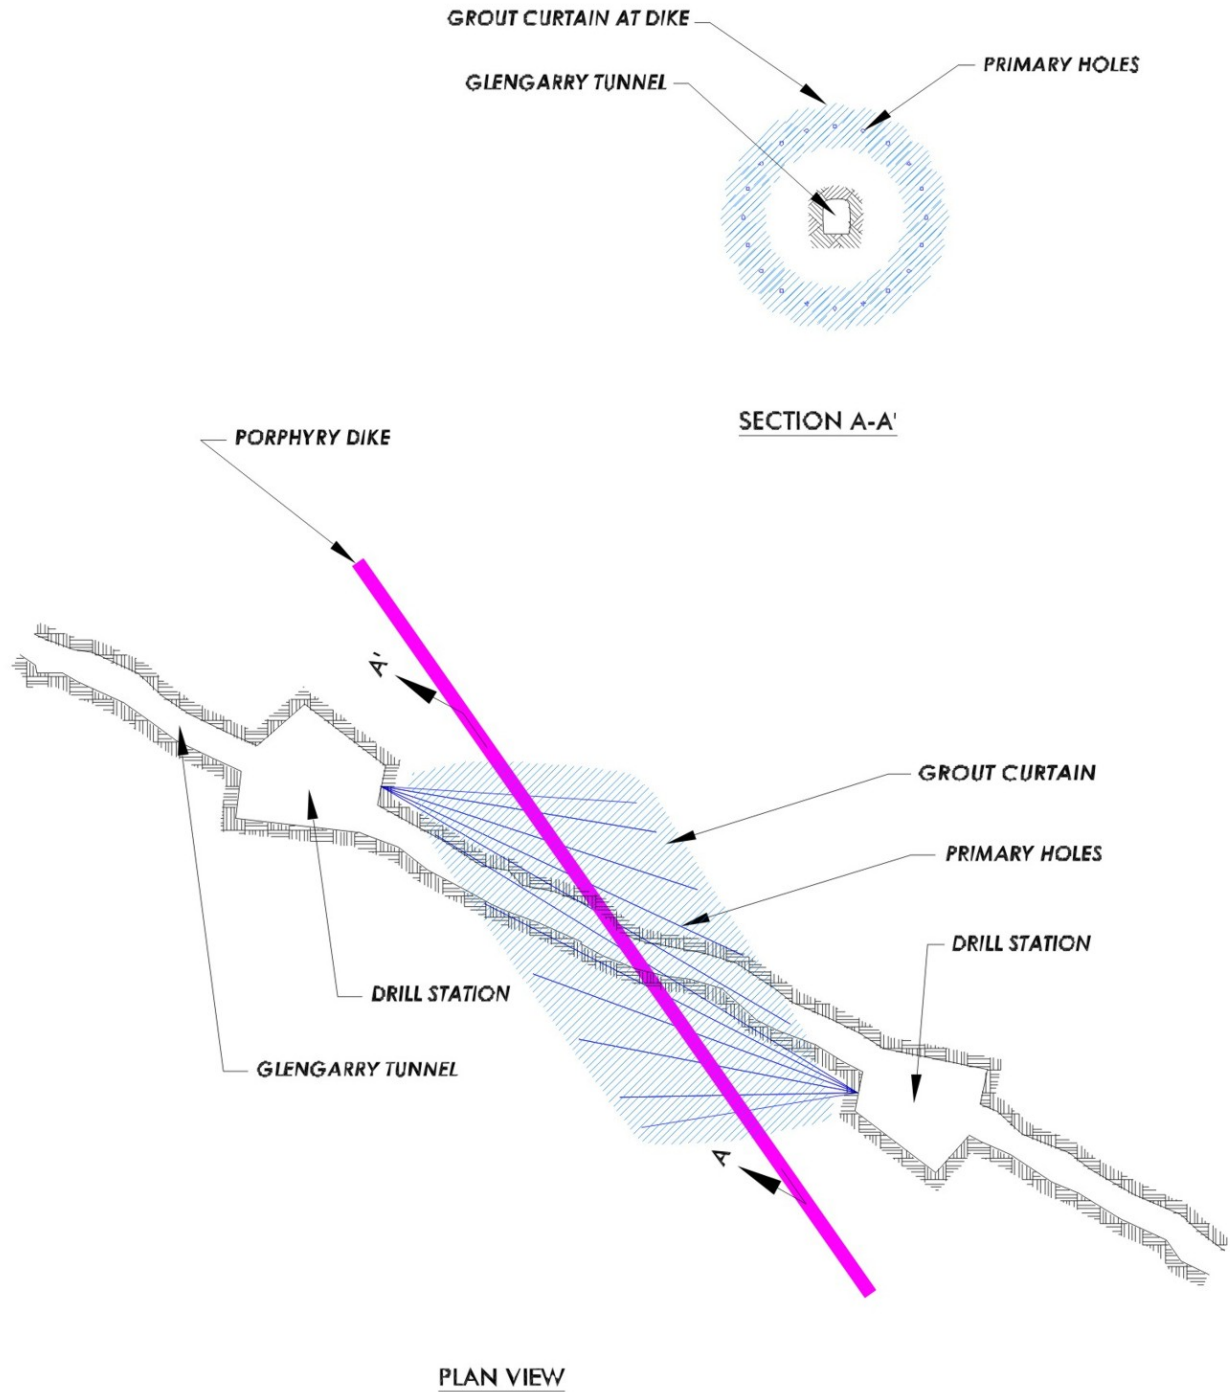 GROUT CURTAIN AT DIKE
PRIMARY HOLES
GLENGARRY TUNNEL
SECTION A-A'
PORPHYRY DIKE
A'
GROUT CURTAIN
PRIMARY HOLES
DRILL STATION
DRILL STATION
GLENGARRY TUNNEL
A
PLAN VIEW